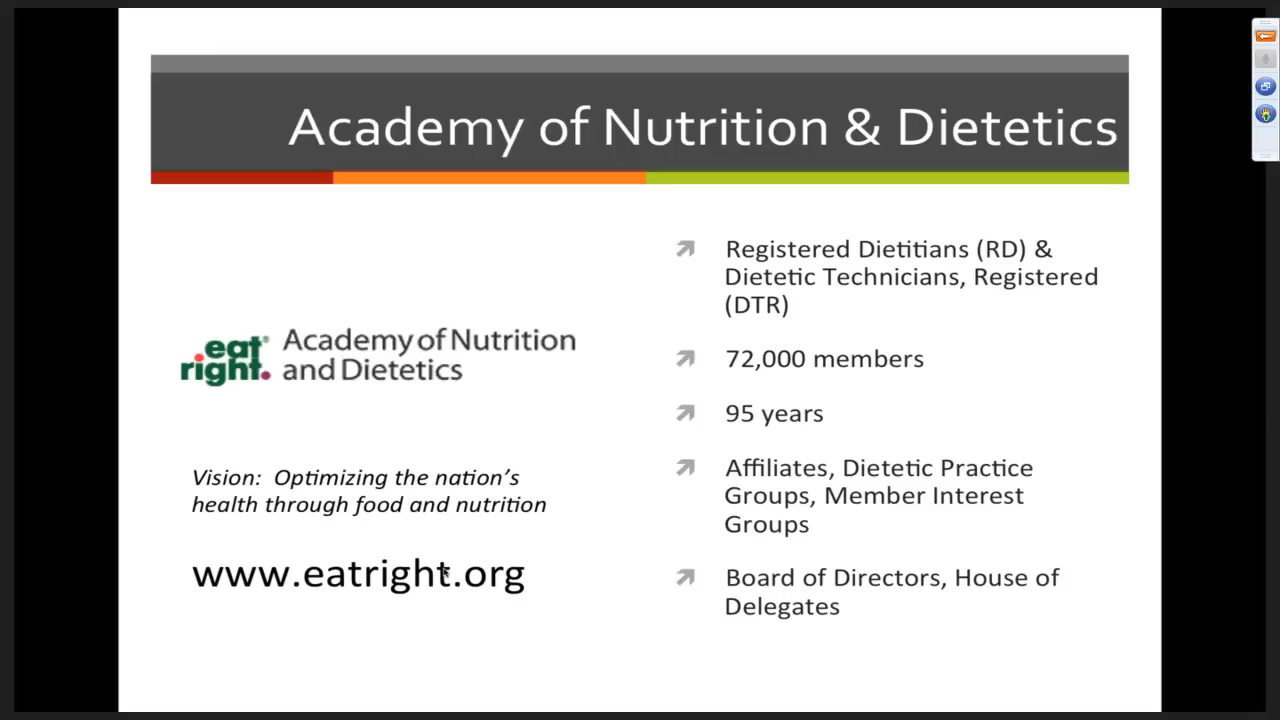 Academy of Nutrition & Dietetics
eat® Academy of Nutrition
right. and Dietetics
Vision:  Optimizing the nation's
health through food and nutrition
www.eatright.org
Registered Dietitians (RD) &
Dietetic Technicians, Registered
(DTR)
72,000 members
95 years
Affiliates, Dietetic Practice
Groups, Member Interest
Groups
Board of Directors, House of
Delegates